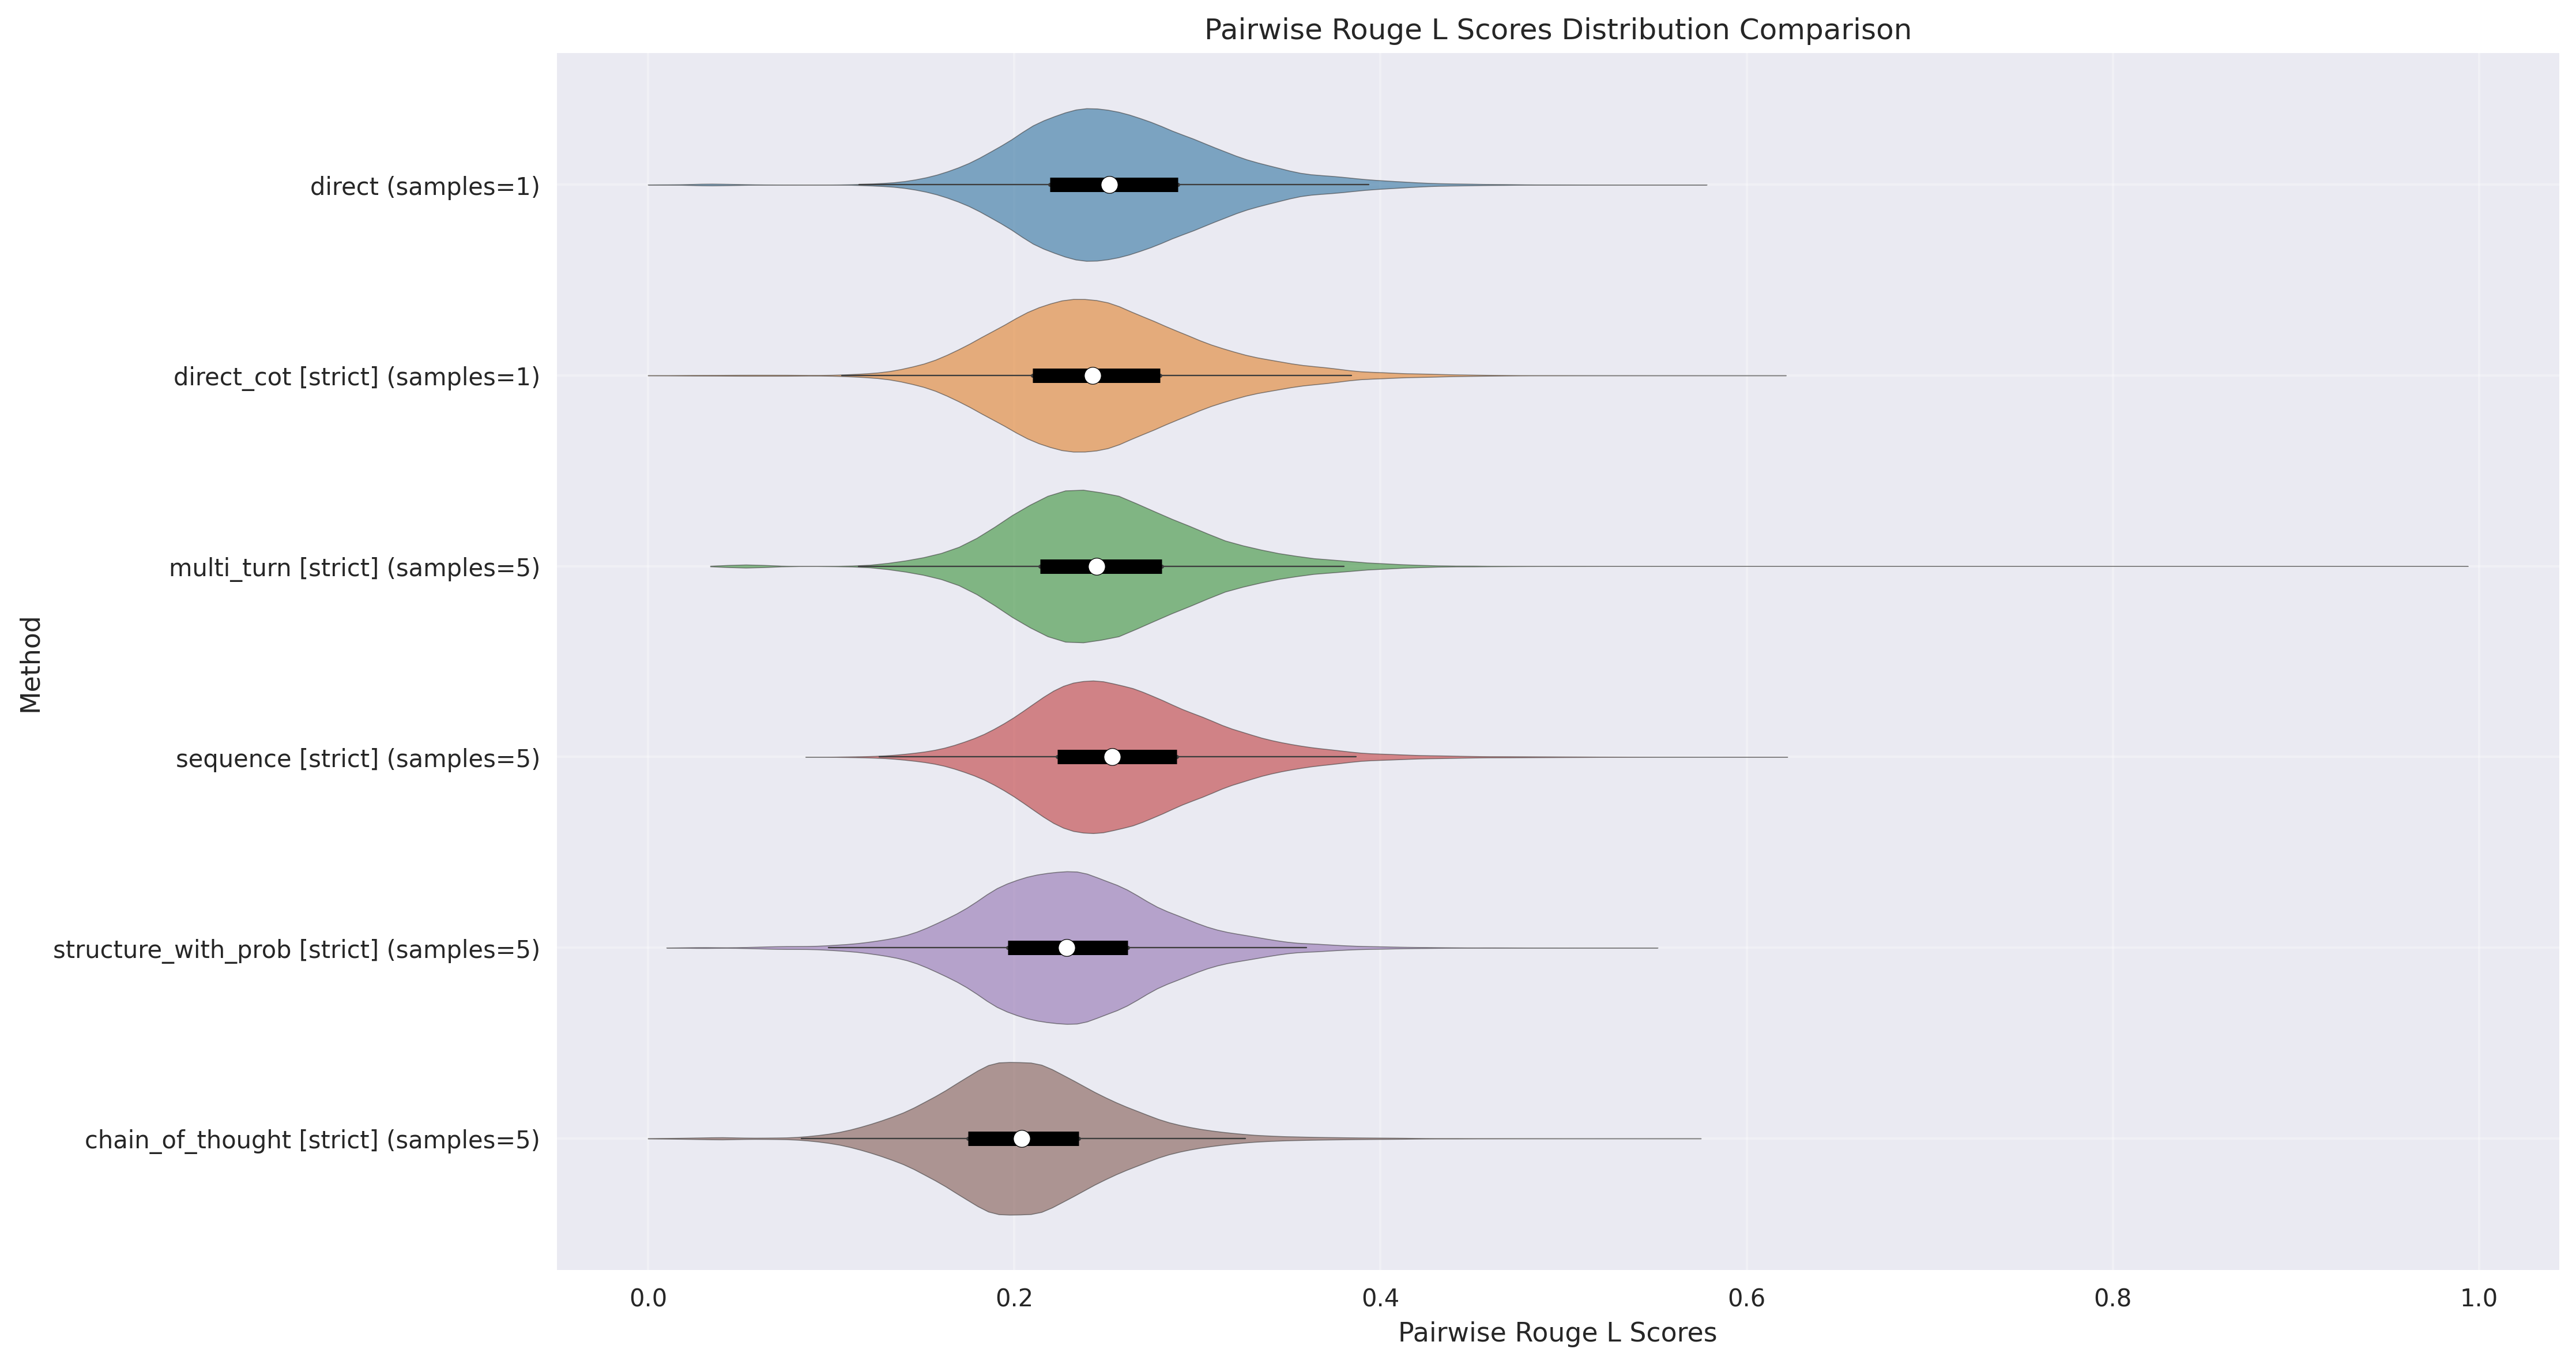 Pairwise Rouge L Scores Distribution Comparison
Method
direct (samples=1)
direct_cot [strict] (samples=1)
multi_turn [strict] (samples=5)
sequence [strict] (samples=5)
structure_with_prob [strict] (samples=5)
chain_of_thought [strict] (samples=5)
0.0 0.2 0.4 0.6 0.8 1.0
Pairwise Rouge L Scores